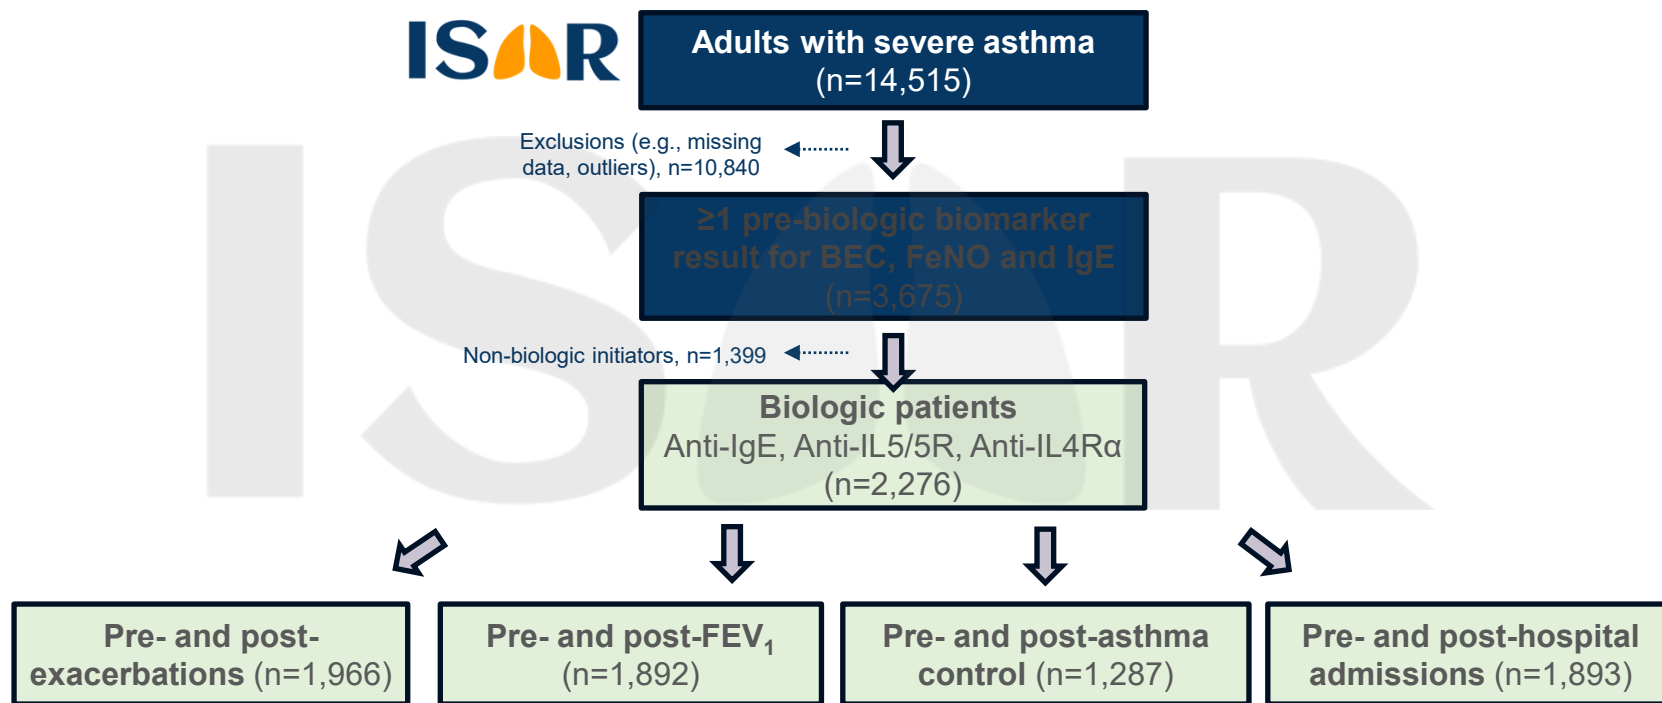 ISAR
Adults with severe asthma
(n=14,515)
Exclusions (e.g., missing
data, outliers), n=10,840
≥1 pre-biologic biomarker
result for BEC, FeNO and IgE
(n=3,675)
Non-biologic initiators, n=1,399
Biologic patients
Anti-IgE, Anti-IL5/5R, Anti-IL4Rα
(n=2,276)
Pre- and post-
exacerbations (n=1,966)
Pre- and post-FEV₁
(n=1,892)
Pre- and post-asthma
control (n=1,287)
Pre- and post-hospital
admissions (n=1,893)
ISAR